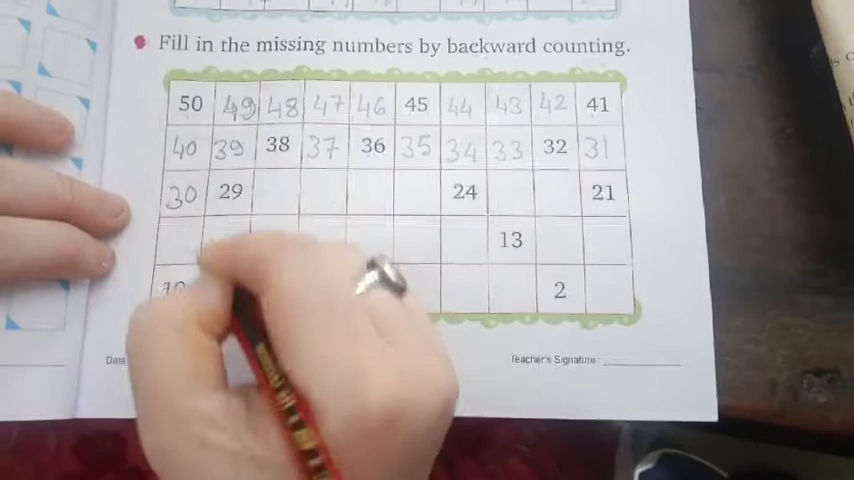 Fill in the missing numbers by backward counting.
50 49 48 47 46 45 44 43 42 41
40 39 38 37 36 35 34 33 32 31
30 29 24 21
13
10 2
Date
Teacher's Signature